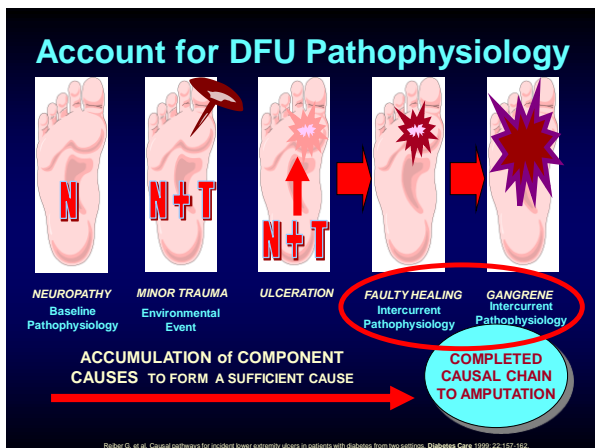 Account for DFU Pathophysiology
N
N + T
N + T
NEUROPATHY
Baseline
Pathophysiology
MINOR TRAUMA
Environmental
Event
ULCERATION
FAULTY HEALING
Intercurrent
Pathophysiology
GANGRENE
Intercurrent
Pathophysiology
ACCUMULATION of COMPONENT
CAUSES TO FORM A SUFFICIENT CAUSE
COMPLETED
CAUSAL CHAIN
TO AMPUTATION
Reiber G, et al. Causal pathways for incident lower extremity ulcers in patients with diabetes from two settings. Diabetes Care 1999; 22:157-162.